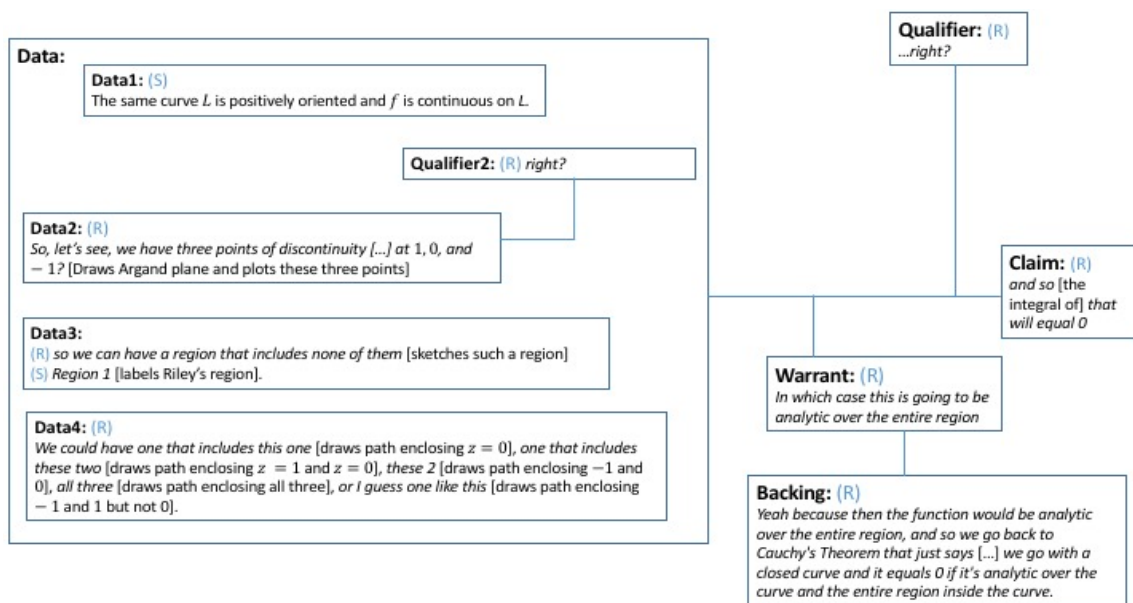 Data:
Data1: (S)
The same curve L is positively oriented and f is continuous on L.
Qualifier2: (R) right?
Data2: (R)
So, let's see, we have three points of discontinuity [...] at 1, 0, and
− 1? [Draws Argand plane and plots these three points]
Data3:
(R) so we can have a region that includes none of them [sketches such a region]
(S) Region 1 [labels Riley's region].
Data4: (R)
We could have one that includes this one [draws path enclosing z = 0], one that includes
these two [draws path enclosing z = 1 and z = 0], these 2 [draws path enclosing −1 and
0], all three [draws path enclosing all three], or I guess one like this [draws path enclosing
− 1 and 1 but not 0].
Qualifier: (R)
...right?
Claim: (R)
and so [the
integral of] that
will equal 0
Warrant: (R)
In which case this is going to be
analytic over the entire region
Backing: (R)
Yeah because then the function would be analytic
over the entire region, and so we go back to
Cauchy's Theorem that just says [...] we go with a
closed curve and it equals 0 if it's analytic over the
curve and the entire region inside the curve.